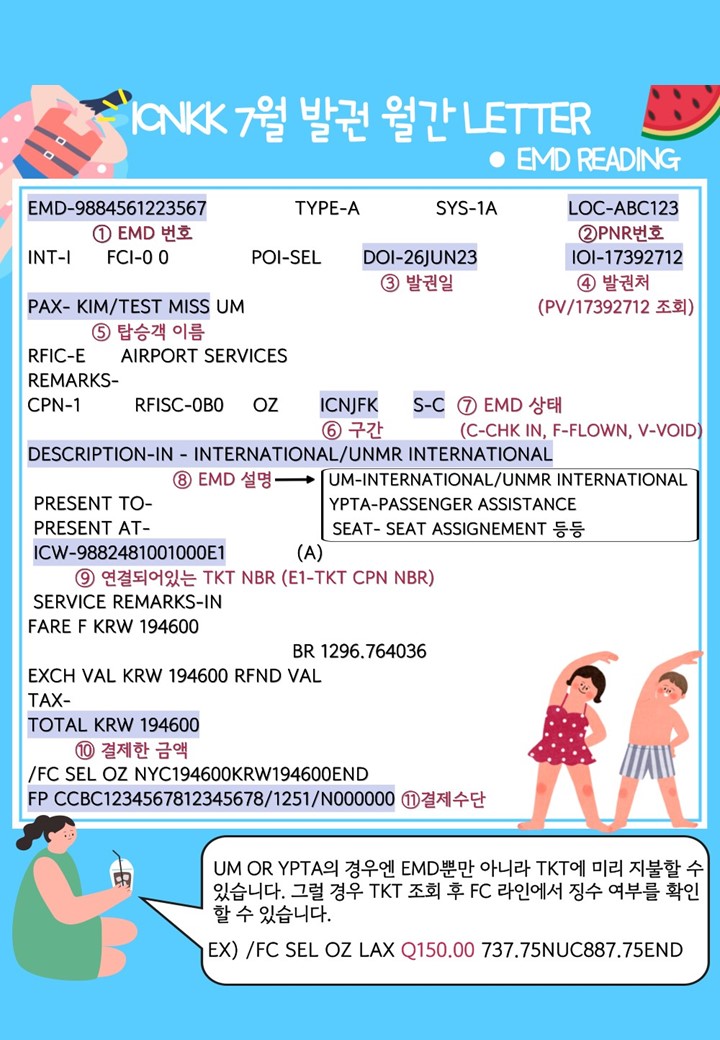 ICNKK 7월 발권 월간 LETTER
● EMD READING
EMD-9884561223567 TYPE-A SYS-1A LOC-ABC123
① EMD 번호 ②PNR번호
INT-I FCI-0 0 POI-SEL DOI-26JUN23 IOI-17392712
③ 발권일 ④ 발권처
PAX- KIM/TEST MISS UM (PV/17392712 조회)
⑤ 탑승객 이름
RFIC-E AIRPORT SERVICES
REMARKS-
CPN-1 RFISC-0B0 OZ ICNJFK S-C ⑦ EMD 상태
⑥ 구간 (C-CHK IN, F-FLOWN, V-VOID)
DESCRIPTION-IN - INTERNATIONAL/UNMR INTERNATIONAL
⑧ EMD 설명 UM-INTERNATIONAL/UNMR INTERNATIONAL
PRESENT TO- YPTA-PASSENGER ASSISTANCE
PRESENT AT- SEAT- SEAT ASSIGNEMENT 등등
ICW-9882481001000E1 (A)
⑨ 연결되어있는 TKT NBR (E1-TKT CPN NBR)
SERVICE REMARKS-IN
FARE F KRW 194600
BR 1296.764036
EXCH VAL KRW 194600 RFND VAL
TAX-
TOTAL KRW 194600
⑩ 결제한 금액
/FC SEL OZ NYC194600KRW194600END
FP CCBC1234567812345678/1251/N000000 ⑪결제수단
UM OR YPTA의 경우엔 EMD뿐만 아니라 TKT에 미리 지불할 수
있습니다. 그럴 경우 TKT 조회 후 FC 라인에서 징수 여부를 확인
할 수 있습니다.
EX) /FC SEL OZ LAX Q150.00 737.75NUC887.75END